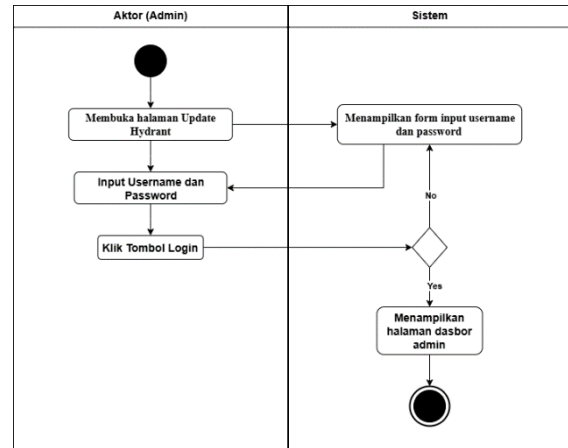 Aktor (Admin)
Sistem
Membuka halaman Update
Hydrant
Menampilkan form input username
dan password
Input Username dan
Password
No
Klik Tombol Login
Yes
Menampilkan
halaman dasbor
admin